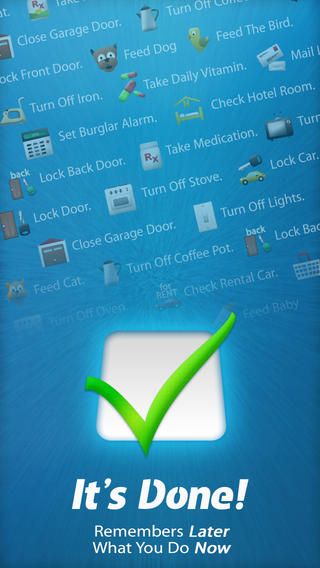 Take
Turn Off
Close Garage Door.
Feed Dog.
Feed The Bird.
Lock Front Door.
Take Daily Vitamin.
Mail
Turn Off Iron.
Check Hotel Room.
Set Burglar Alarm.
Take Medication.
Turn
back
Lock Back Door.
Turn Off Stove.
Lock Car.
Lock Door.
Turn Off Lights.
Close Garage Door.
Turn Off Coffee Pot.
back
Lock
Feed Cat.
for RENT
Check Rental Car.
Turn Off Oven.
Feed Baby
It's Done!
Remembers Later
What You Do Now